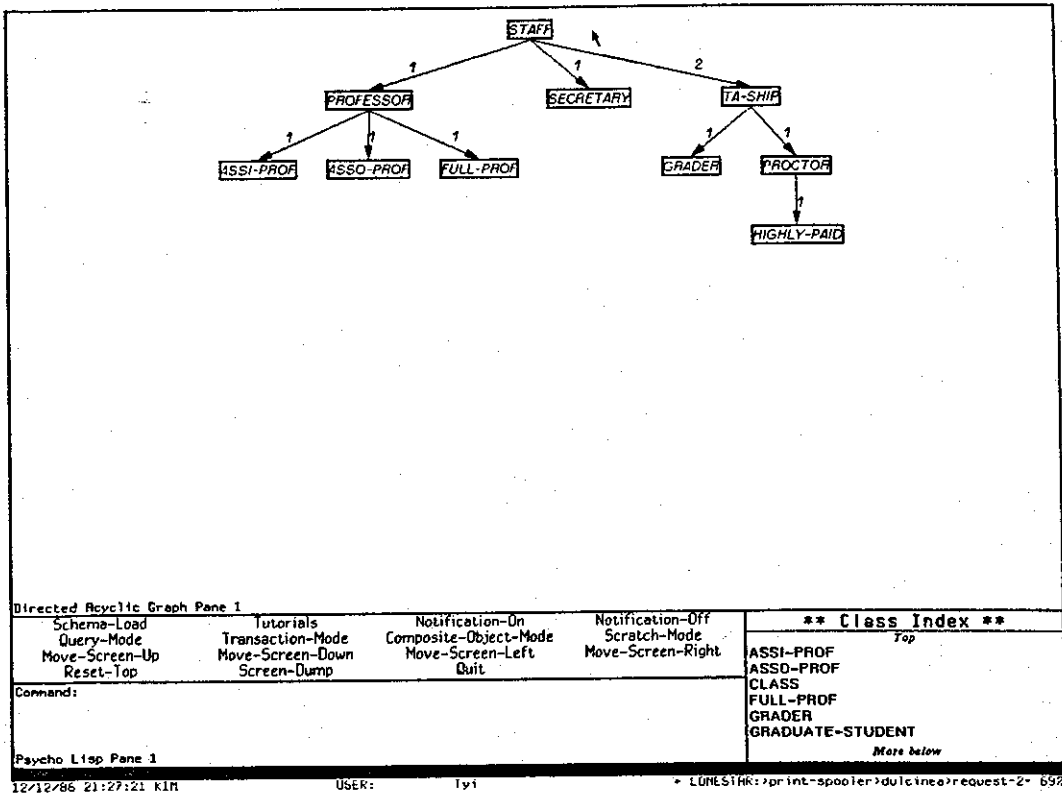 STAFF
1 1 2
PROFESSOR SECRETARY TA-SHIP
1 1 1 1 1
ASSI-PROF ASSO-PROF FULL-PROF GRADER PROCTOR
1
HIGHLY-PAID
Directed Acyclic Graph Pane 1
Schema-Load Tutorials Notification-On Notification-Off
Query-Mode Transaction-Mode Composite-Object-Mode Scratch-Mode
Move-Screen-Up Move-Screen-Down Move-Screen-Left Move-Screen-Right
Reset-Top Screen-Dump Quit
Command:
Psycho Lisp Pane 1
** Class Index **
Top
ASSI-PROF
ASSO-PROF
CLASS
FULL-PROF
GRADER
GRADUATE-STUDENT
More below
12/12/86 21:27:21 KIM USER: Tyi + LONESTAR:>print-spooler>dulcinea>request-2- 692